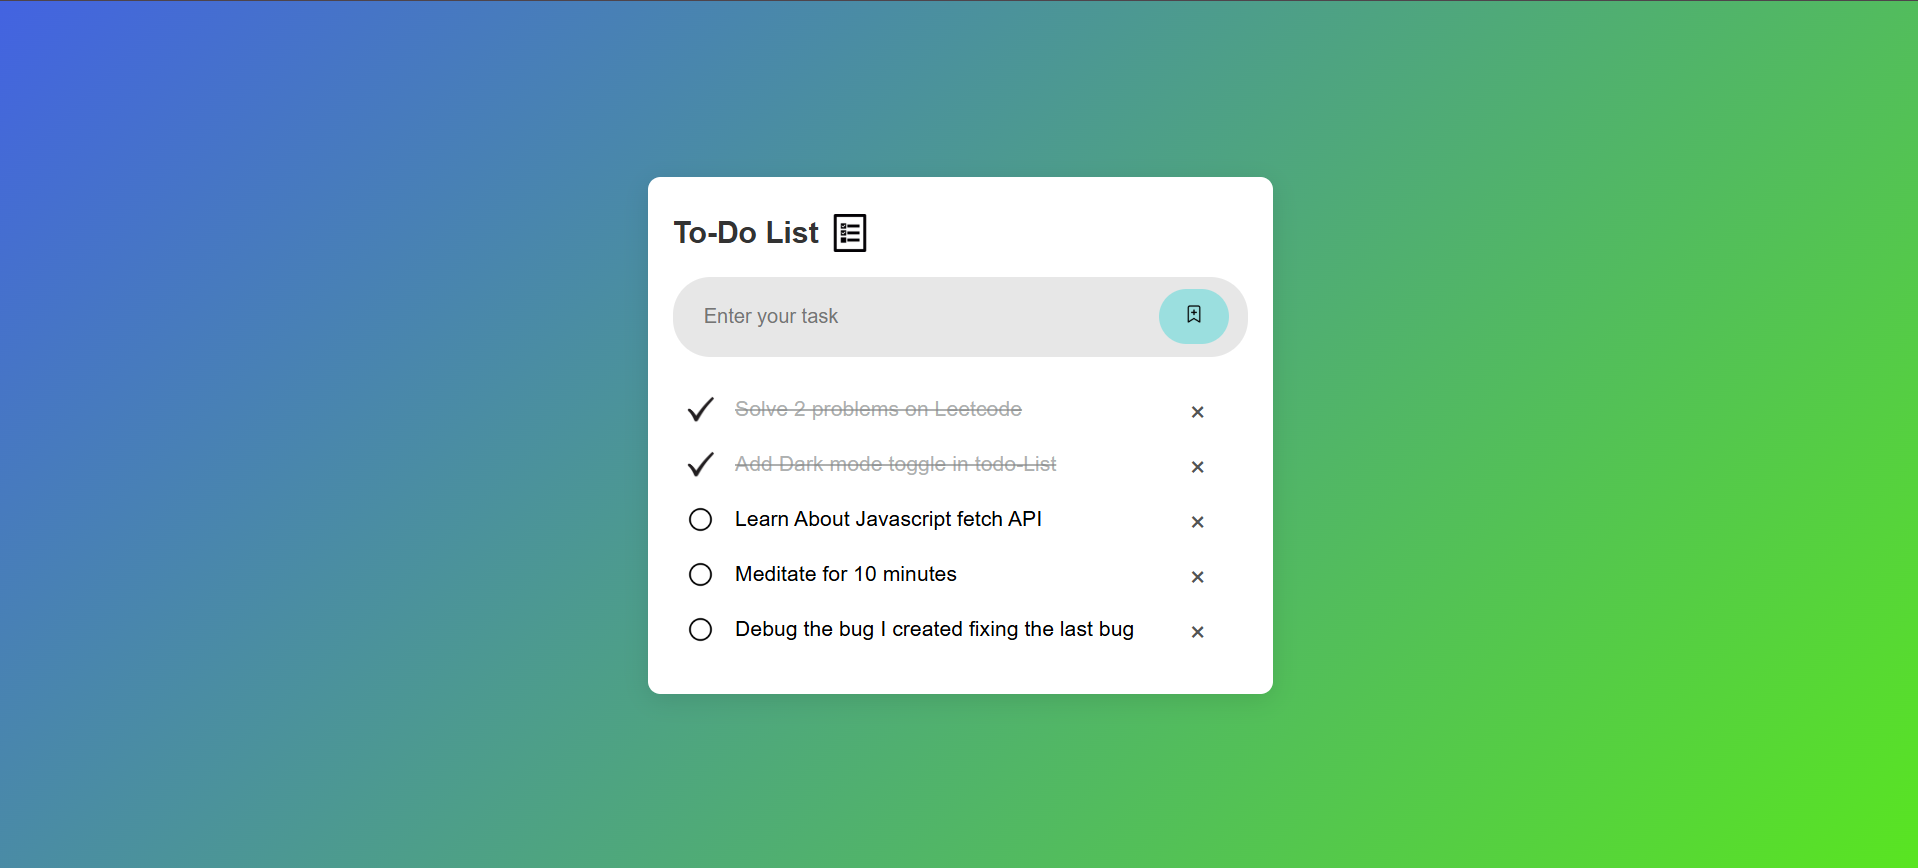 To-Do List
Enter your task
Solve 2 problems on Leetcode
Add Dark mode toggle in todo-List
Learn About Javascript fetch API
Meditate for 10 minutes
Debug the bug I created fixing the last bug